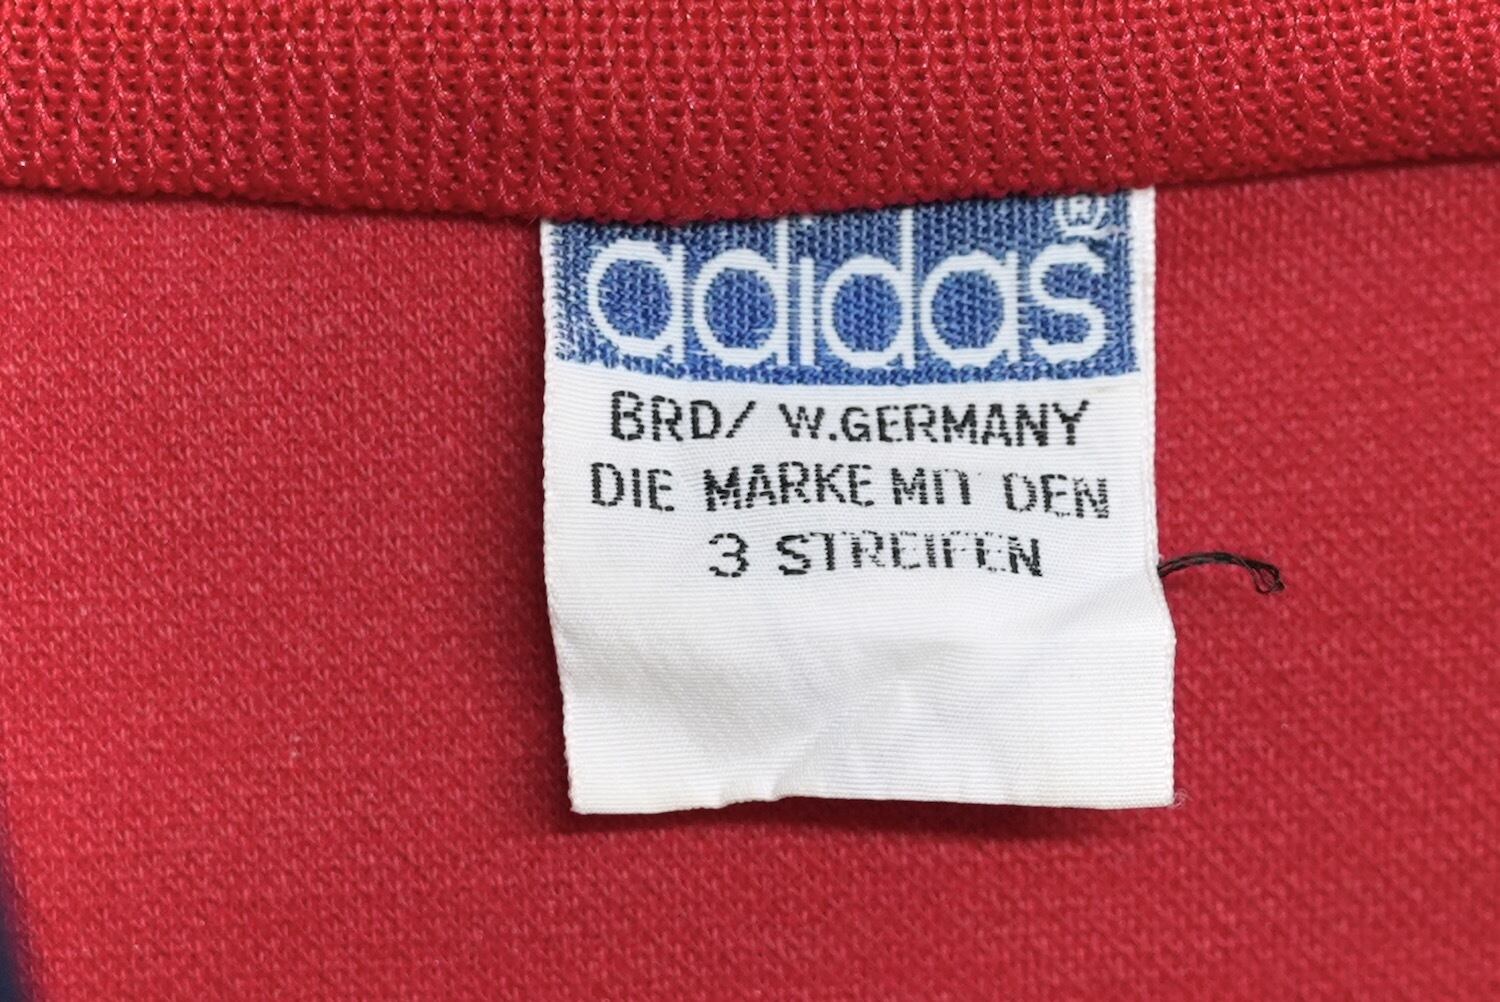 adidas®
BRD/ W.GERMANY
DIE MARKE MIT DEN
3 STREIFEN